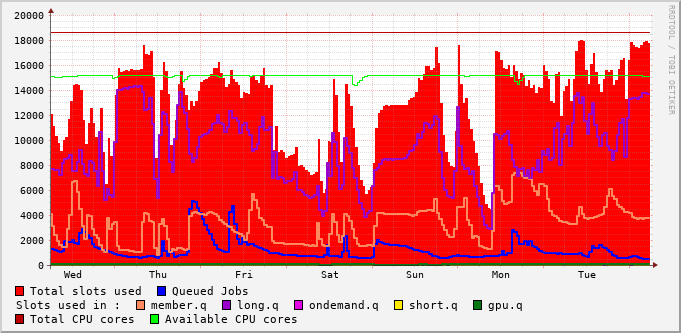 20000
18000
16000
14000
12000
10000
8000
6000
4000
2000
0
Wed Thu Fri Sat Sun Mon Tue
RRDTOOL / TOBI OETIKER
Total slots used Queued Jobs
Slots used in : member.q long.q ondemand.q short.q gpu.q
Total CPU cores Available CPU cores